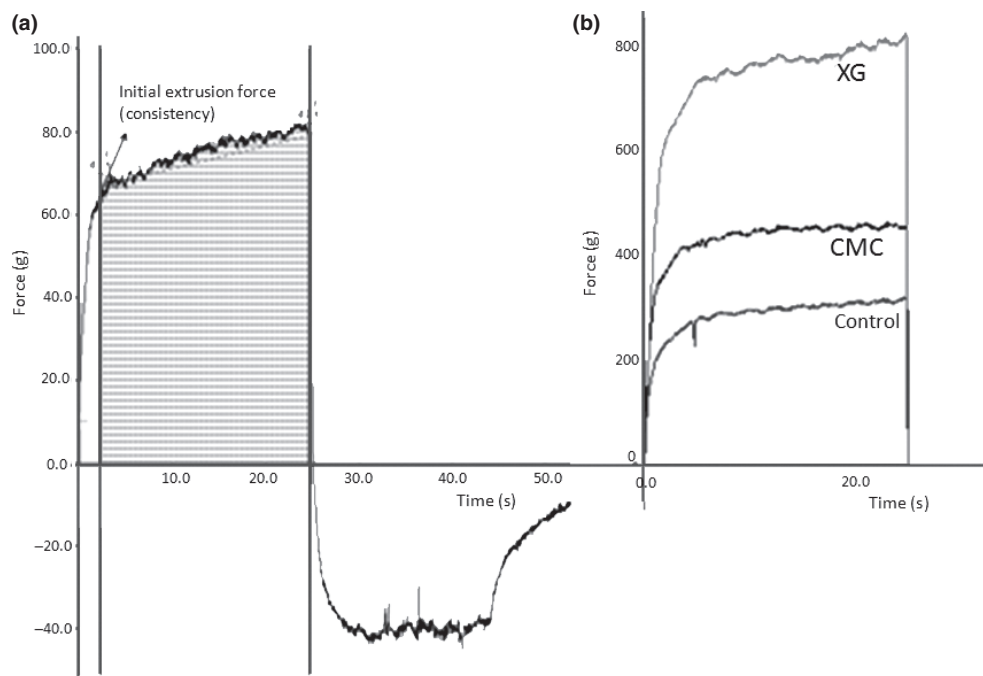 (a)
100.0
80.0
60.0
40.0
20.0
0.0
–20.0
–40.0
Force (g)
Initial extrusion force
(consistency)
10.0
20.0
30.0
40.0
50.0
Time (s)
(b)
800
600
400
200
0
Force (g)
XG
CMC
Control
0.0
20.0
Time (s)